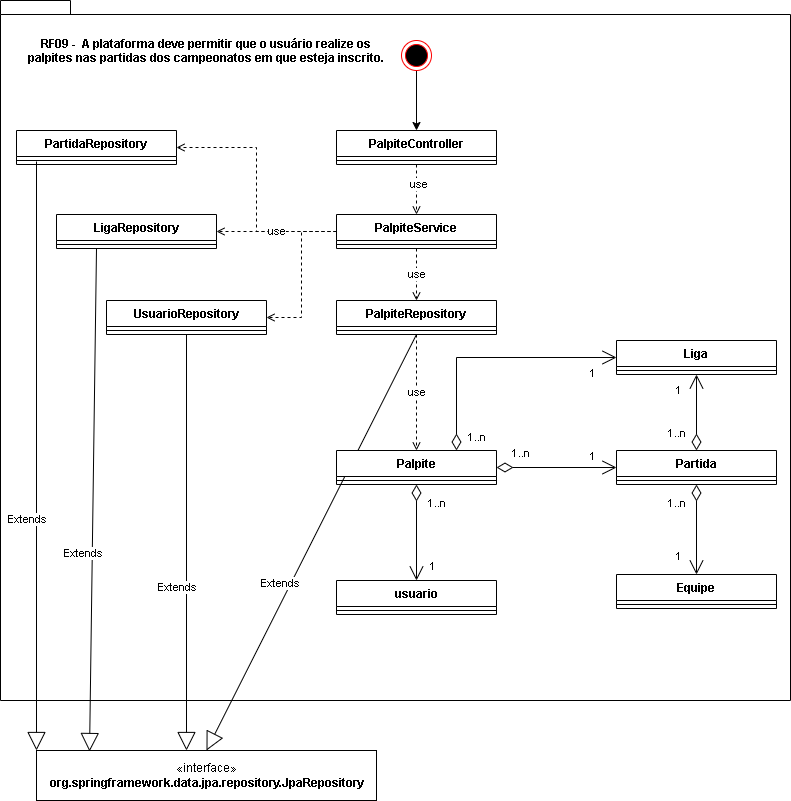 RF09 - A plataforma deve permitir que o usuário realize os
palpites nas partidas dos campeonatos em que esteja inscrito.
PartidaRepository
PalpiteController
use
LigaRepository
use
PalpiteService
use
UsuarioRepository
PalpiteRepository
Liga
1
use
1
1..n
1..n
Palpite
1..n
1
Partida
1..n
1..n
Extends
Extends
1
1
Extends
Extends
usuario
Equipe
«interface»
org.springframework.data.jpa.repository.JpaRepository